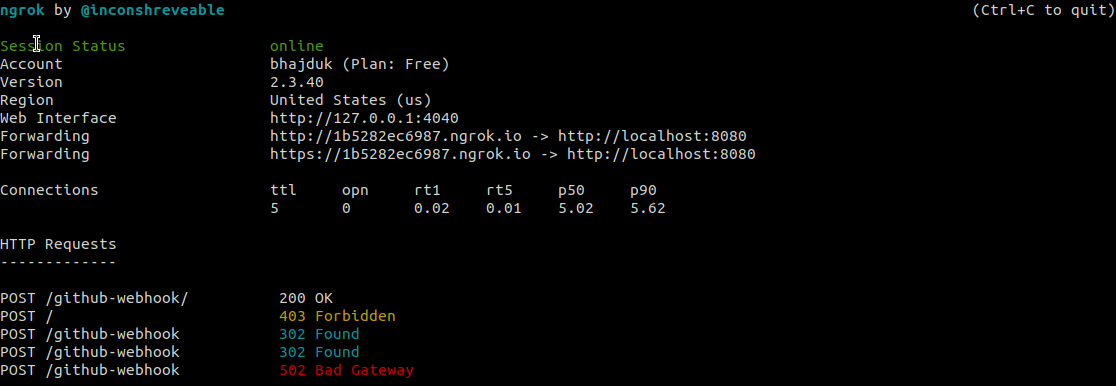 ngrok by @inconshreveable (Ctrl+C to quit)
Session Status online
Account bhajduk (Plan: Free)
Version 2.3.40
Region United States (us)
Web Interface http://127.0.0.1:4040
Forwarding http://1b5282ec6987.ngrok.io -> http://localhost:8080
Forwarding https://1b5282ec6987.ngrok.io -> http://localhost:8080
Connections ttl opn rt1 rt5 p50 p90
5 0 0.02 0.01 5.02 5.62
HTTP Requests
-------------
POST /github-webhook/ 200 OK
POST / 403 Forbidden
POST /github-webhook 302 Found
POST /github-webhook 302 Found
POST /github-webhook 502 Bad Gateway